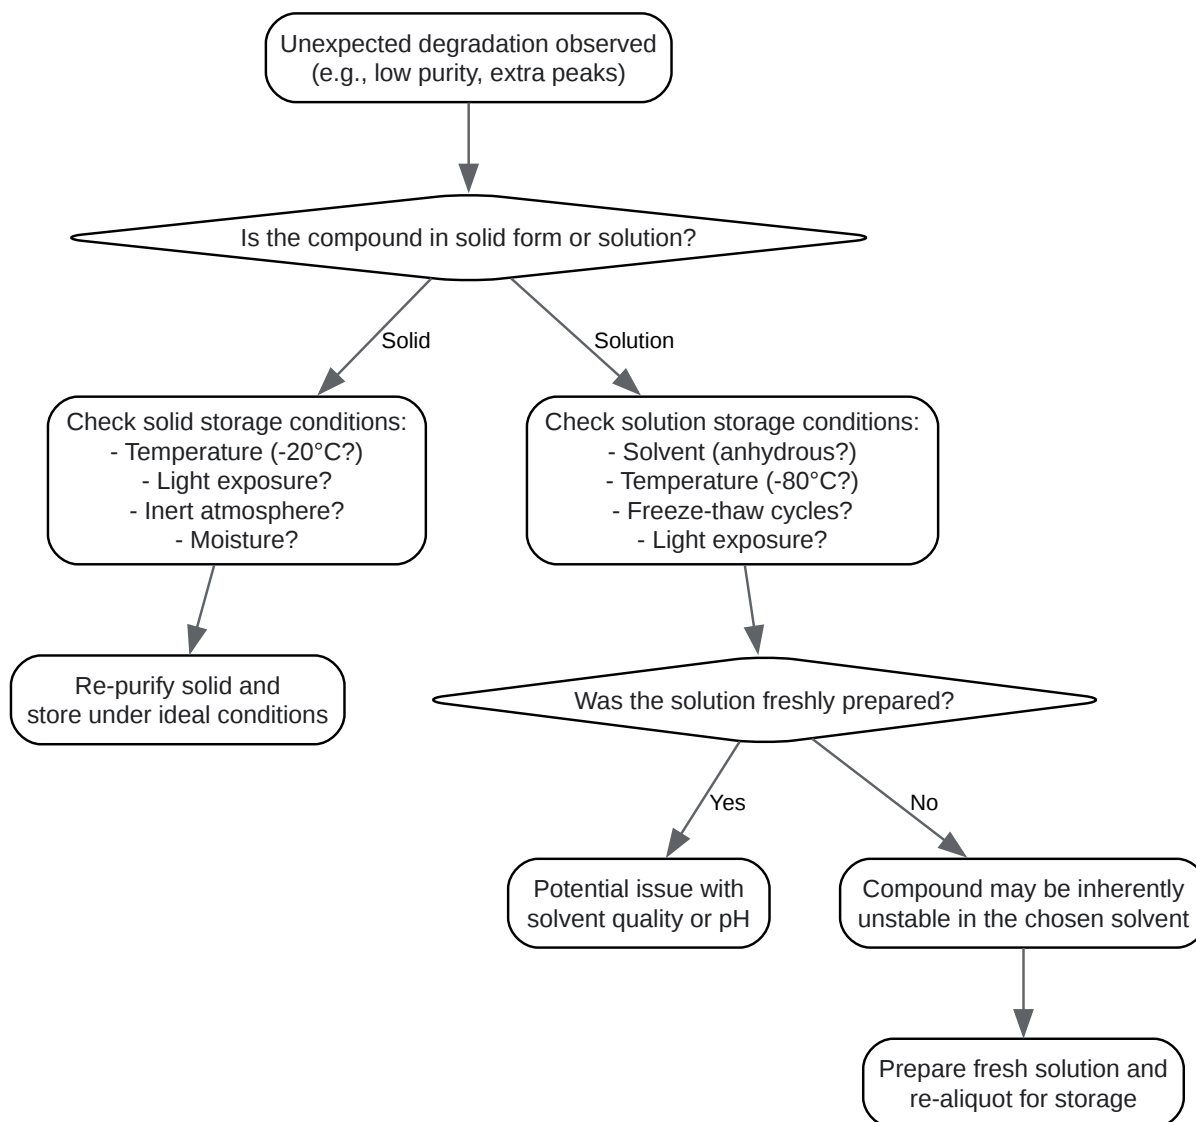 Unexpected degradation observed
(e.g., low purity, extra peaks)
Is the compound in solid form or solution?
Solid
Solution
Check solid storage conditions:
- Temperature (-20°C?)
- Light exposure?
- Inert atmosphere?
- Moisture?
Check solution storage conditions:
- Solvent (anhydrous?)
- Temperature (-80°C?)
- Freeze-thaw cycles?
- Light exposure?
Re-purify solid and
store under ideal conditions
Was the solution freshly prepared?
Yes
No
Potential issue with
solvent quality or pH
Compound may be inherently
unstable in the chosen solvent
Prepare fresh solution and
re-aliquot for storage